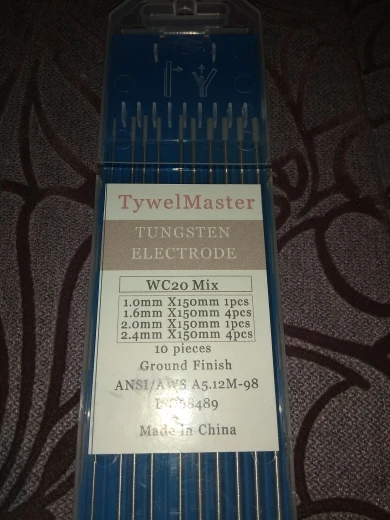 TywelMaster
TUNGSTEN
ELECTRODE
WC20 Mix
1.0mm X150mm 1pcs
1.6mm X150mm 4pcs
2.0mm X150mm 1pcs
2.4mm X150mm 4pcs
10 pieces
Ground Finish
ANSI/AWS A5.12M-98
Made in China